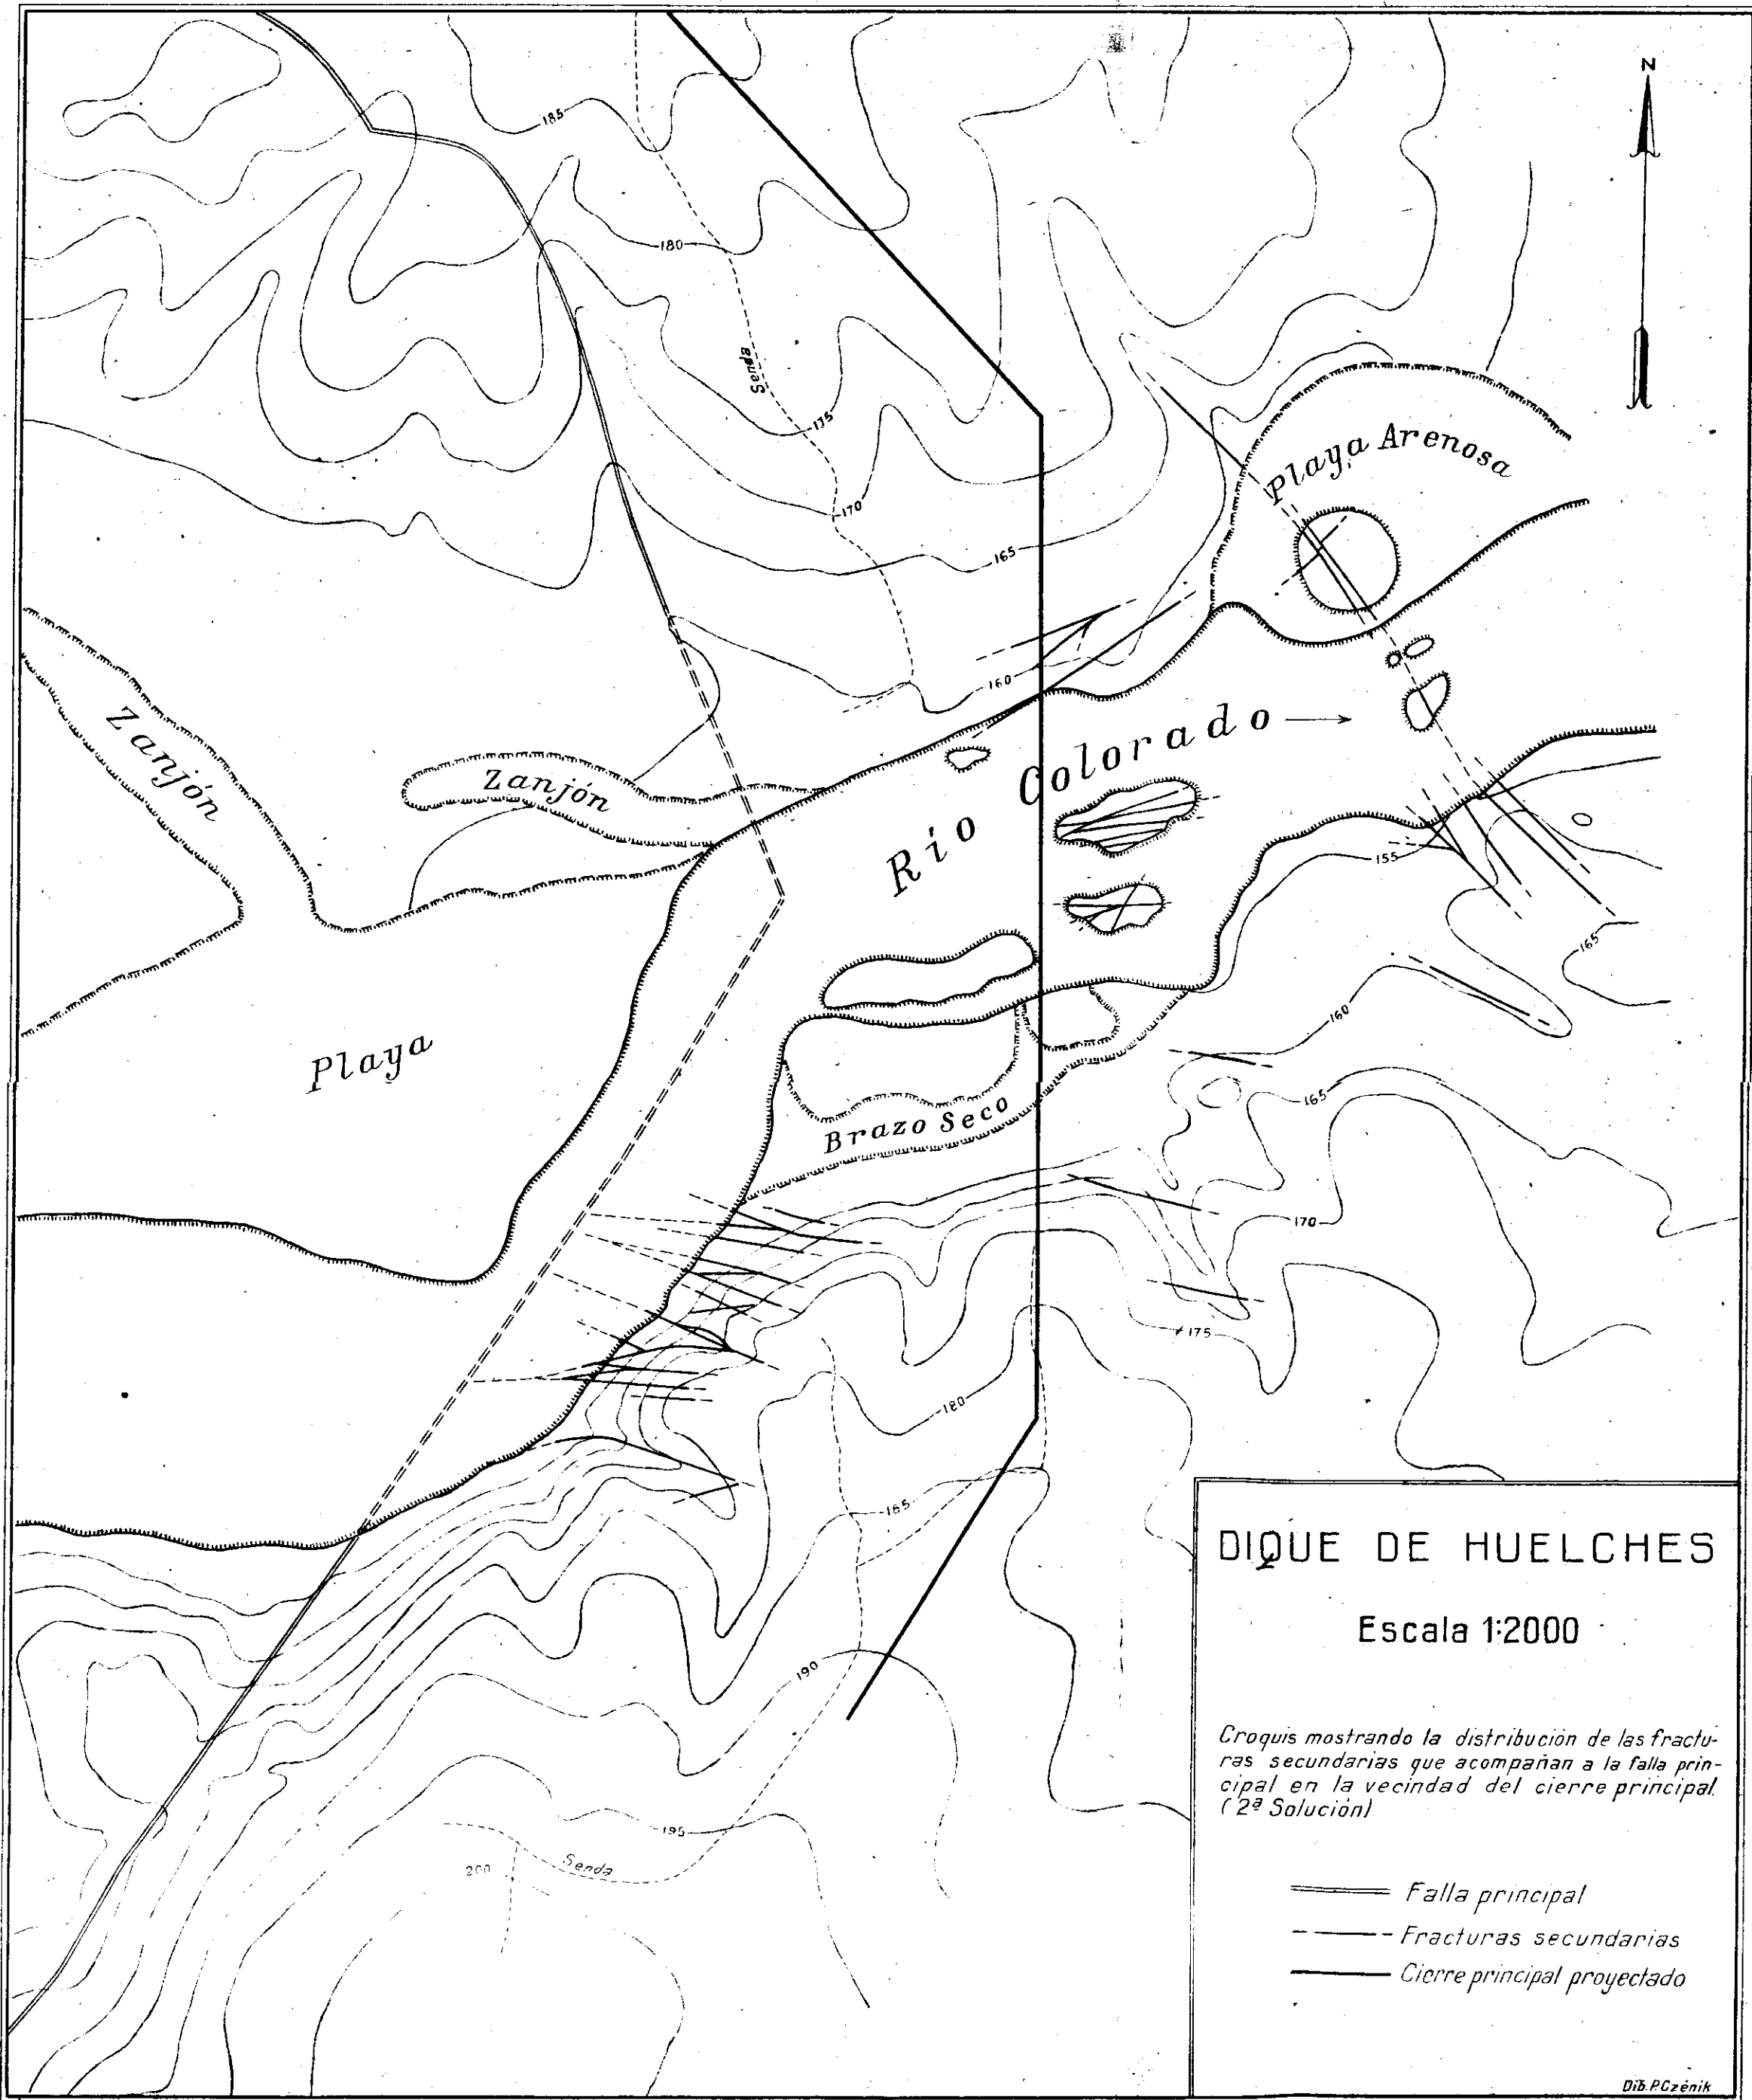 N
185
180
Senda
175
170
165
Playa Arenosa
160
Río Colorado
Zanjón
Zanjón
155
165
160
Playa
165
Brazo Seco
170
175
180
165
190
195
200
Senda
DIQUE DE HUELCHES
Escala 1:2000
Croquis mostrando la distribución de las fractu-
ras secundarias que acompañan a la falla prin-
cipal en la vecindad del cierre principal.
(2ª Solución)
Falla principal
Fracturas secundarias
Cierre principal proyectado
Dib. P. Czénik